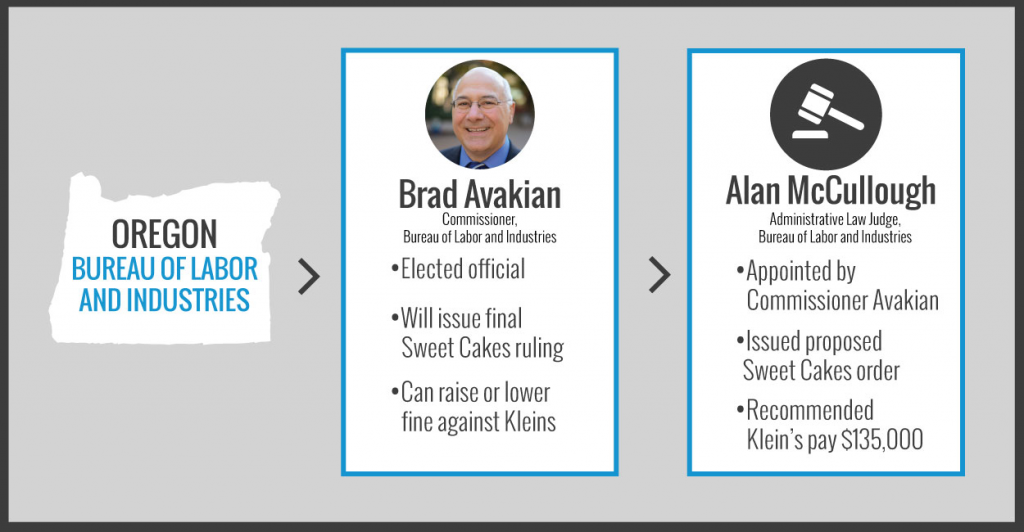 OREGON
BUREAU OF LABOR
AND INDUSTRIES
Brad Avakian
Commissioner,
Bureau of Labor and Industries
•Elected official
•Will issue final
Sweet Cakes ruling
•Can raise or lower
fine against Kleins
Alan McCullough
Administrative Law Judge,
Bureau of Labor and Industries
•Appointed by
Commissioner Avakian
•Issued proposed
Sweet Cakes order
•Recommended
Klein's pay $135,000